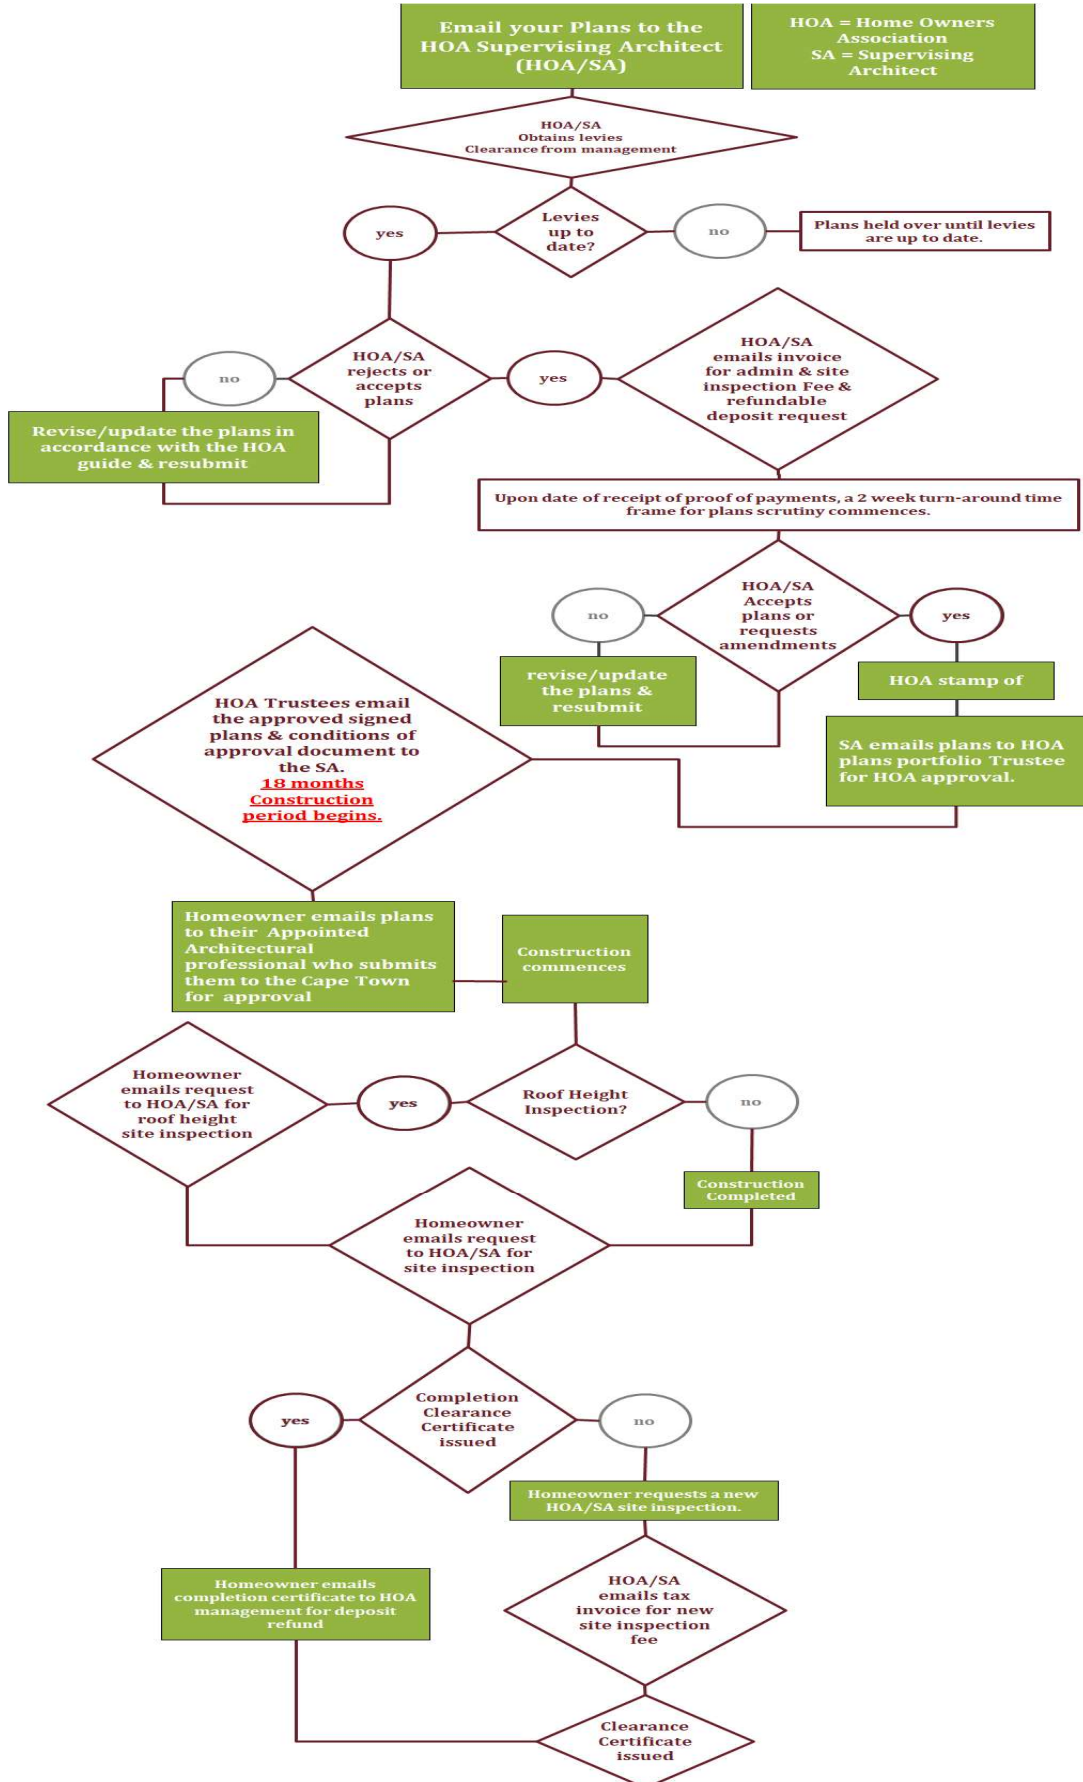 Email your Plans to the
HOA Supervising Architect
(HOA/SA)
HOA = Home Owners
Association
SA = Supervising
Architect
HOA/SA
Obtains levies
Clearance from management
Levies
up to
date?
yes
no
Plans held over until levies
are up to date.
HOA/SA
rejects or
accepts
plans
no
yes
HOA/SA
emails invoice
for admin & site
inspection Fee &
refundable
deposit request
Revise/update the plans in
accordance with the HOA
guide & resubmit
Upon date of receipt of proof of payments, a 2 week turn-around time
frame for plans scrutiny commences.
HOA/SA
Accepts
plans or
requests
amendments
no
yes
revise/update
the plans &
resubmit
HOA stamp of
SA emails plans to HOA
plans portfolio Trustee
for HOA approval.
HOA Trustees email
the approved signed
plans & conditions of
approval document to
the SA.
18 months
Construction
period begins.
Homeowner emails plans
to their Appointed
Architectural
professional who submits
them to the Cape Town
for approval
Construction
commences
Roof Height
Inspection?
yes
no
Homeowner
emails request
to HOA/SA for
roof height
site inspection
Construction
Completed
Homeowner
emails request
to HOA/SA for
site inspection
Completion
Clearance
Certificate
issued
yes
no
Homeowner requests a new
HOA/SA site inspection.
Homeowner emails
completion certificate to HOA
management for deposit
refund
HOA/SA
emails tax
invoice for new
site inspection
fee
Clearance
Certificate
issued